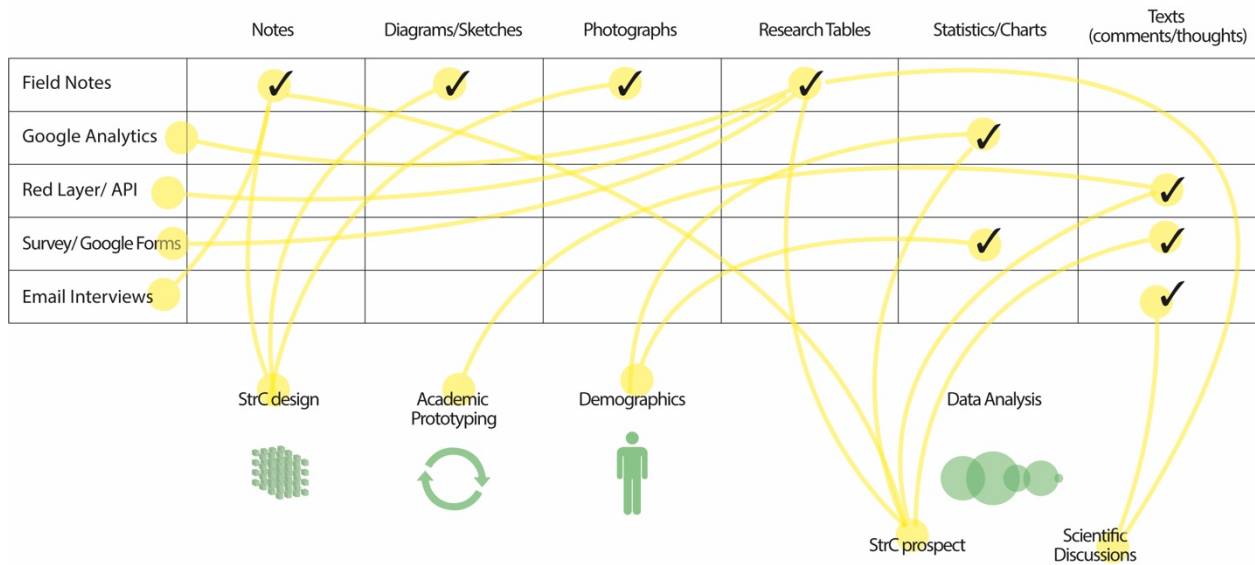 Notes
Diagrams/Sketches
Photographs
Research Tables
Statistics/Charts
Texts
(comments/thoughts)
Field Notes
Google Analytics
Red Layer/ API
Survey/ Google Forms
Email Interviews
StrC design
Academic
Prototyping
Demographics
Data Analysis
StrC prospect
Scientific
Discussions